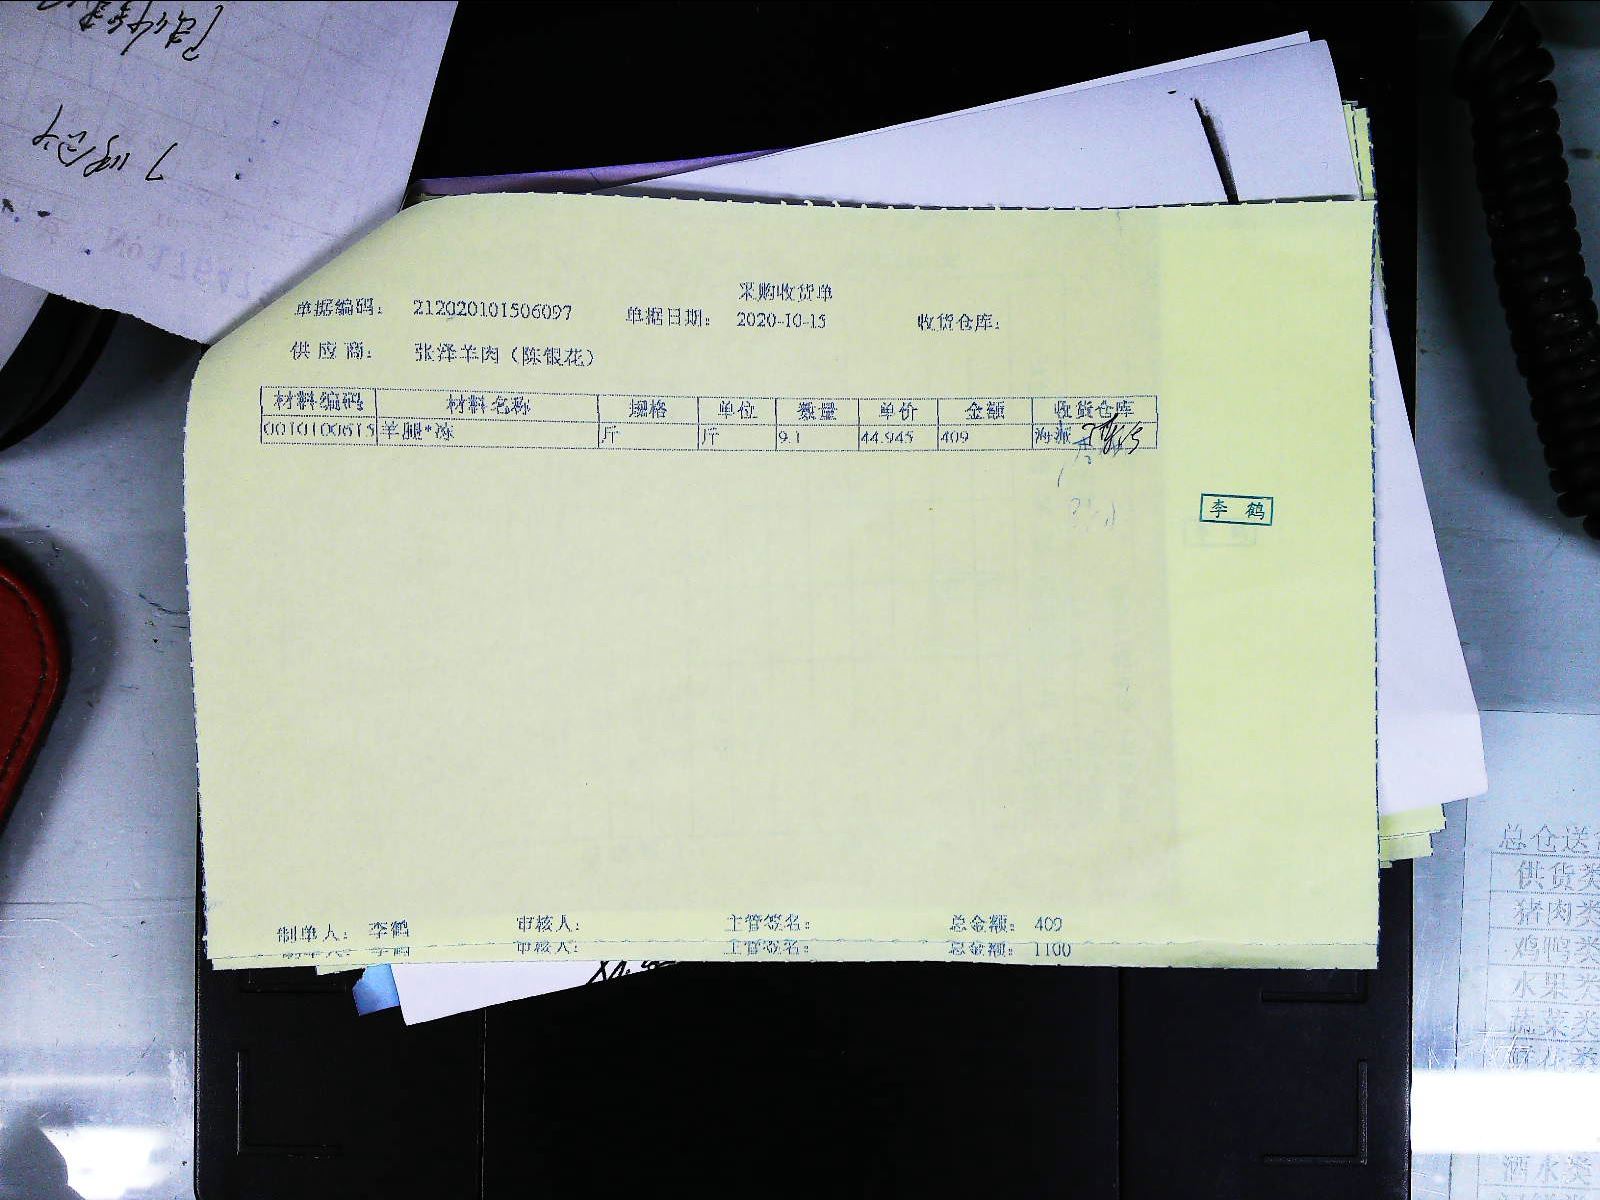 采购收货单
单据编码： 212020101506097 单据日期： 2020-10-15 收货仓库：
供 应 商： 张泽羊肉（陈银花）
材料编码 材料名称 规格 单位 数量 单价 金额 收货仓库
0010100615 羊腿*冻 斤 斤 9.1 44.945 409 海派
李 鹤
制单人： 李鹤 审核人： 主管签名： 总金额： 409
审核人： 主管签名： 总金额： 1100
总仓送
供货类
猪肉类
鸡鸭类
水果类
蔬菜类
鲜花类
酒水类